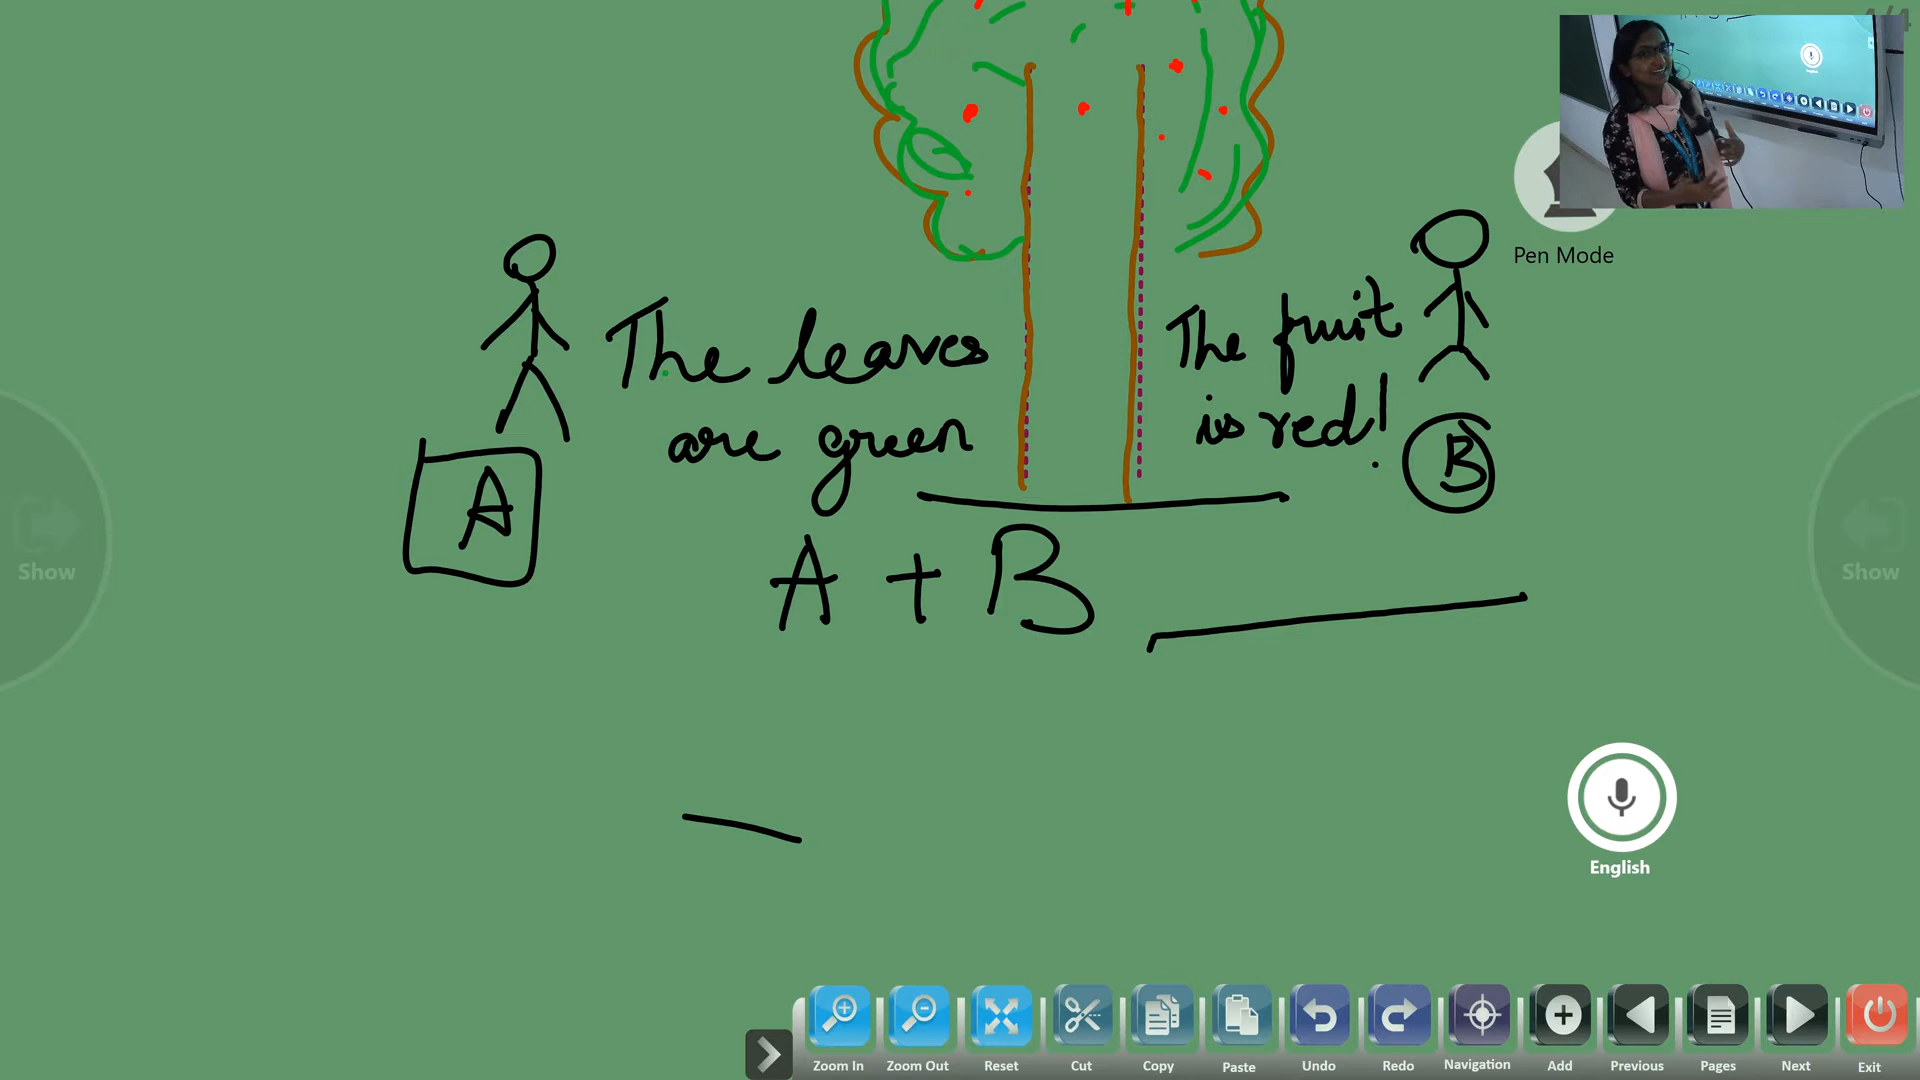 Pen Mode
The leaves
are green
The fruit
is red!
A
B
A + B
Show
Show
English
Zoom In
Zoom Out
Reset
Cut
Copy
Paste
Undo
Redo
Navigation
Add
Previous
Pages
Next
Exit